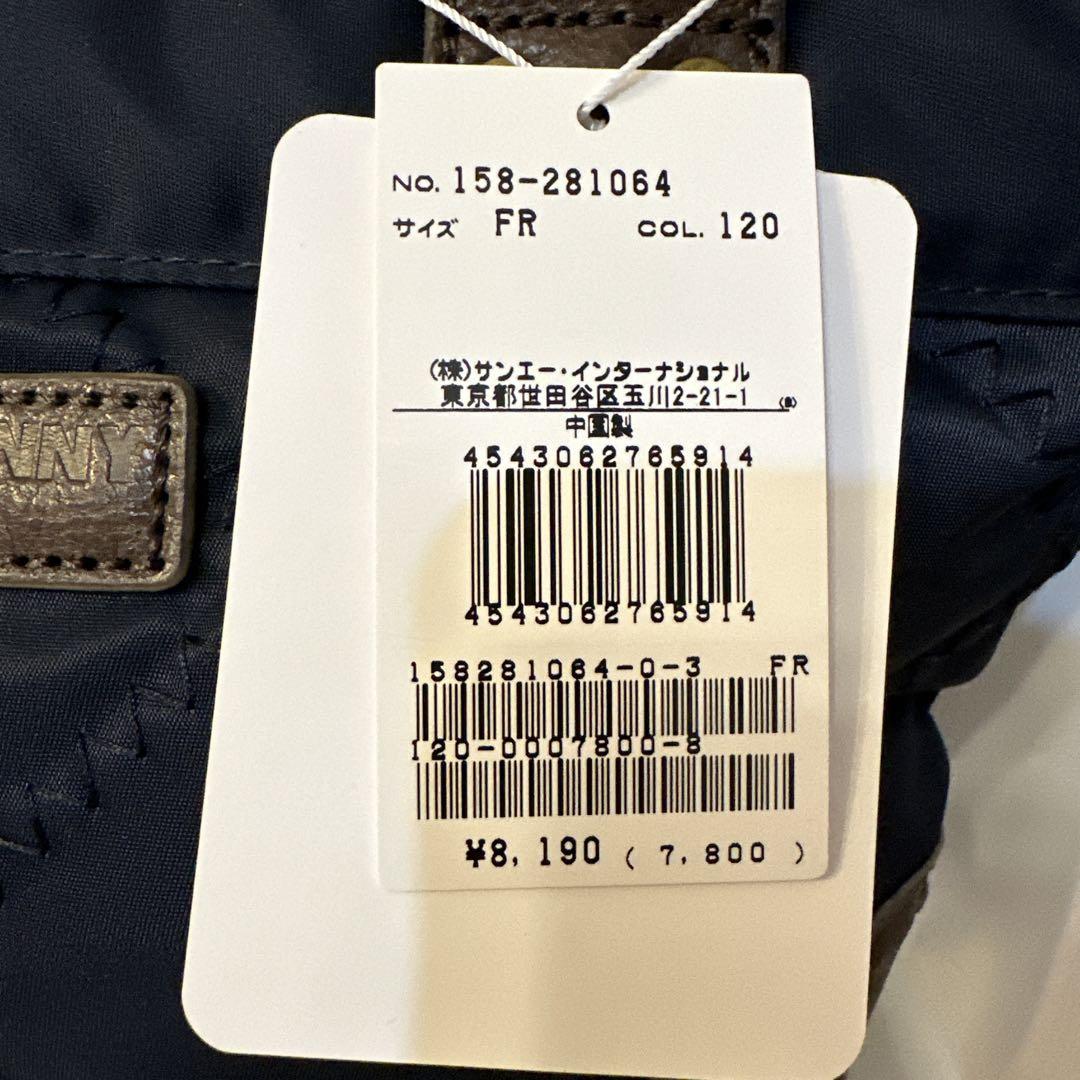 NO. 158-281064
サイズ FR COL. 120
(株)サンエー・インターナショナル
東京都世田谷区玉川2-21-1
中国製
4543062765914
4543062765914
158281064-0-3 FR
120-0007800-8
¥8,190 ( 7,800 )
NNY